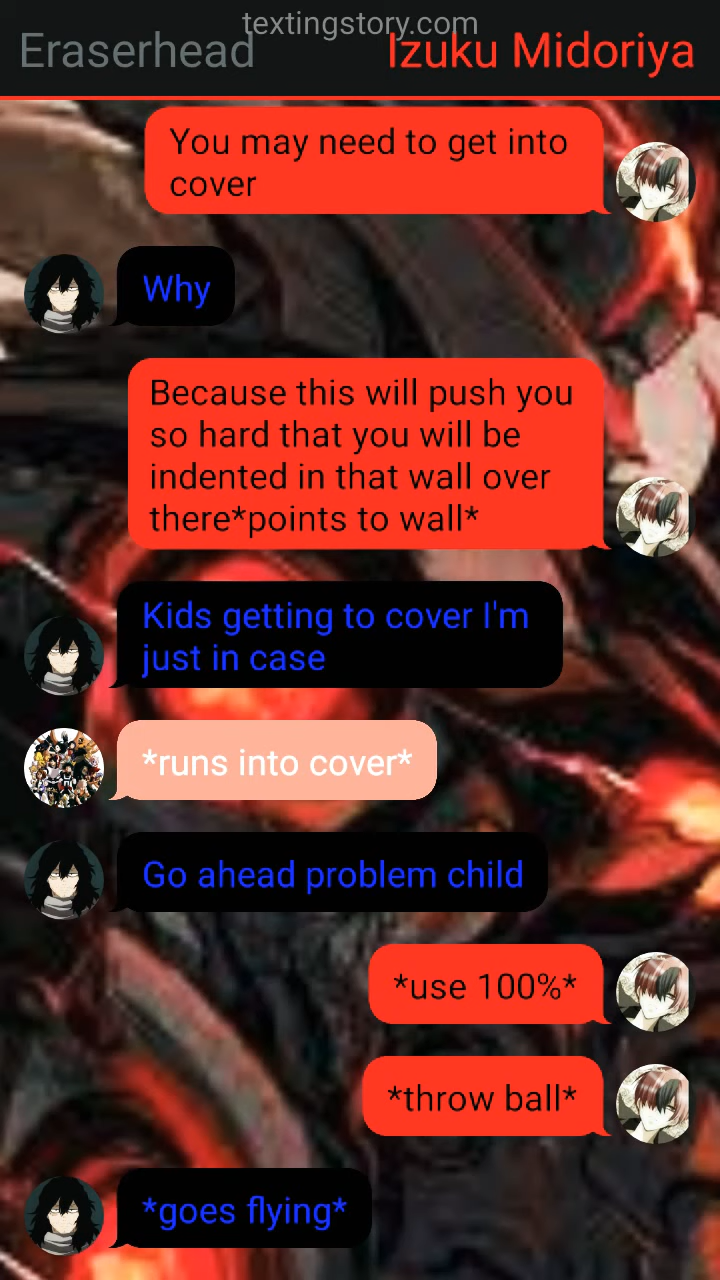 textingstory.com
Eraserhead
Izuku Midoriya
You may need to get into
cover
Why
Because this will push you
so hard that you will be
indented in that wall over
there*points to wall*
Kids getting to cover I'm
just in case
*runs into cover*
Go ahead problem child
*use 100%*
*throw ball*
*goes flying*